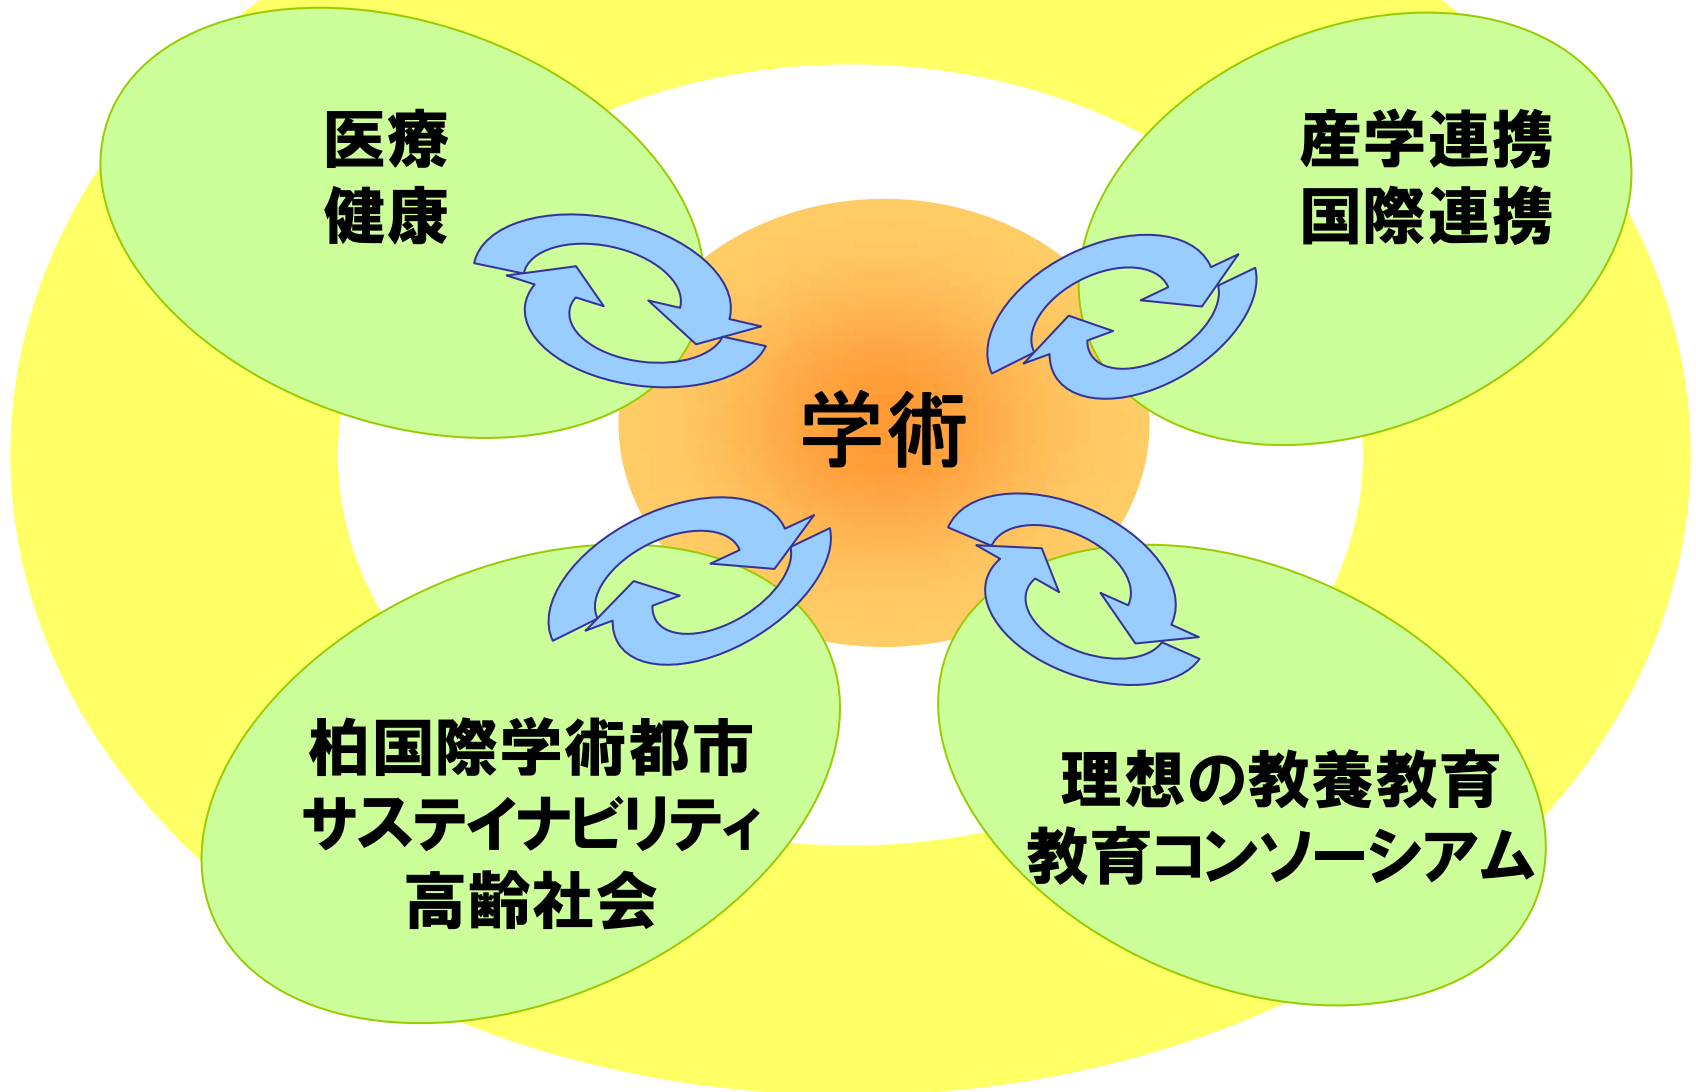 医療
健康
産学連携
国際連携
学術
柏国際学術都市
サステイナビリティ
高齢社会
理想の教養教育
教育コンソーシアム